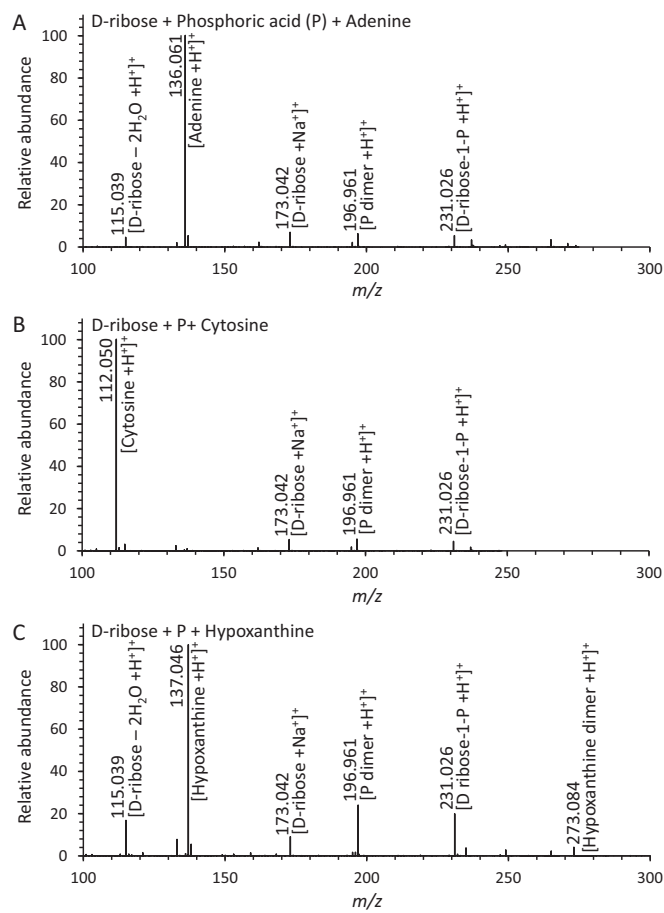 A
D-ribose + Phosphoric acid (P) + Adenine
Relative abundance
100
80
60
40
20
0
115.039
[D-ribose – 2H₂O +H⁺]⁺
136.061
[Adenine +H⁺]⁺
173.042
[D-ribose +Na⁺]⁺
196.961
[P dimer +H⁺]⁺
231.026
[D-ribose-1-P +H⁺]⁺
100 150 200 250 300
m/z
B
D-ribose + P+ Cytosine
Relative abundance
100
80
60
40
20
0
112.050
[Cytosine +H⁺]⁺
173.042
[D-ribose +Na⁺]⁺
196.961
[P dimer +H⁺]⁺
231.026
[D-ribose-1-P +H⁺]⁺
100 150 200 250 300
m/z
C
D-ribose + P + Hypoxanthine
Relative abundance
100
80
60
40
20
0
115.039
[D-ribose – 2H₂O +H⁺]⁺
137.046
[Hypoxanthine +H⁺]⁺
173.042
[D-ribose +Na⁺]⁺
196.961
[P dimer +H⁺]⁺
231.026
[D ribose-1-P +H⁺]⁺
273.084
[Hypoxanthine dimer +H⁺]⁺
100 150 200 250 300
m/z